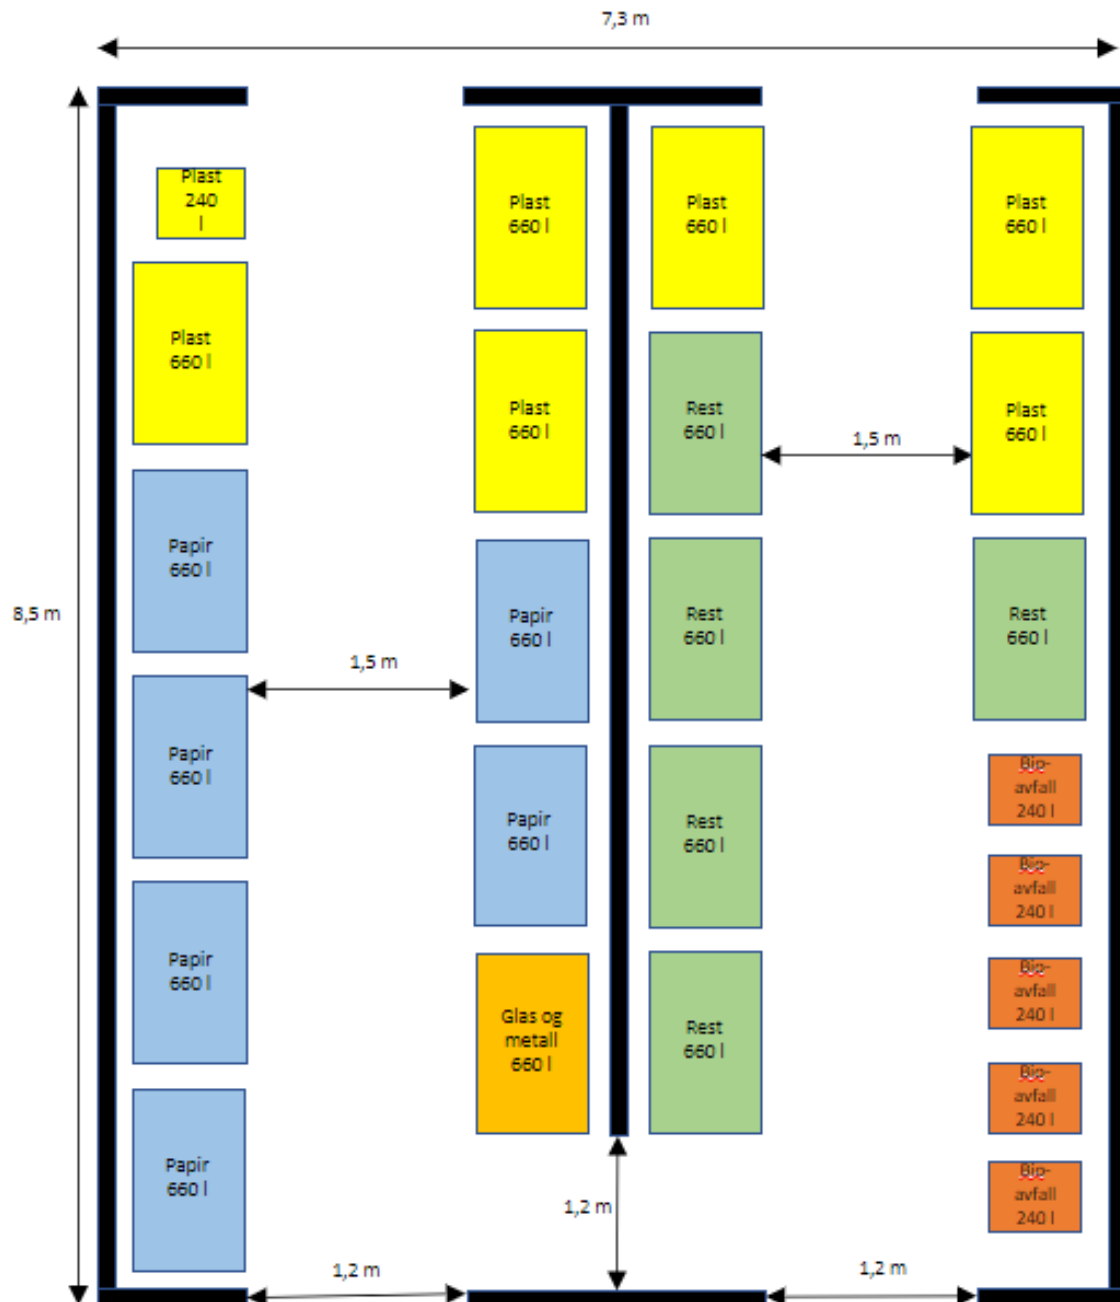 7,3 m
8,5 m
Plast
240
l
Plast
660 l
Papir
660 l
Papir
660 l
Papir
660 l
Papir
660 l
1,5 m
Plast
660 l
Plast
660 l
Papir
660 l
Papir
660 l
Glas og
metall
660 l
Plast
660 l
Rest
660 l
Rest
660 l
Rest
660 l
Rest
660 l
1,5 m
Plast
660 l
Plast
660 l
Rest
660 l
Bio-
avfall
240 l
Bio-
avfall
240 l
Bio-
avfall
240 l
Bio-
avfall
240 l
Bio-
avfall
240 l
1,2 m
1,2 m
1,2 m